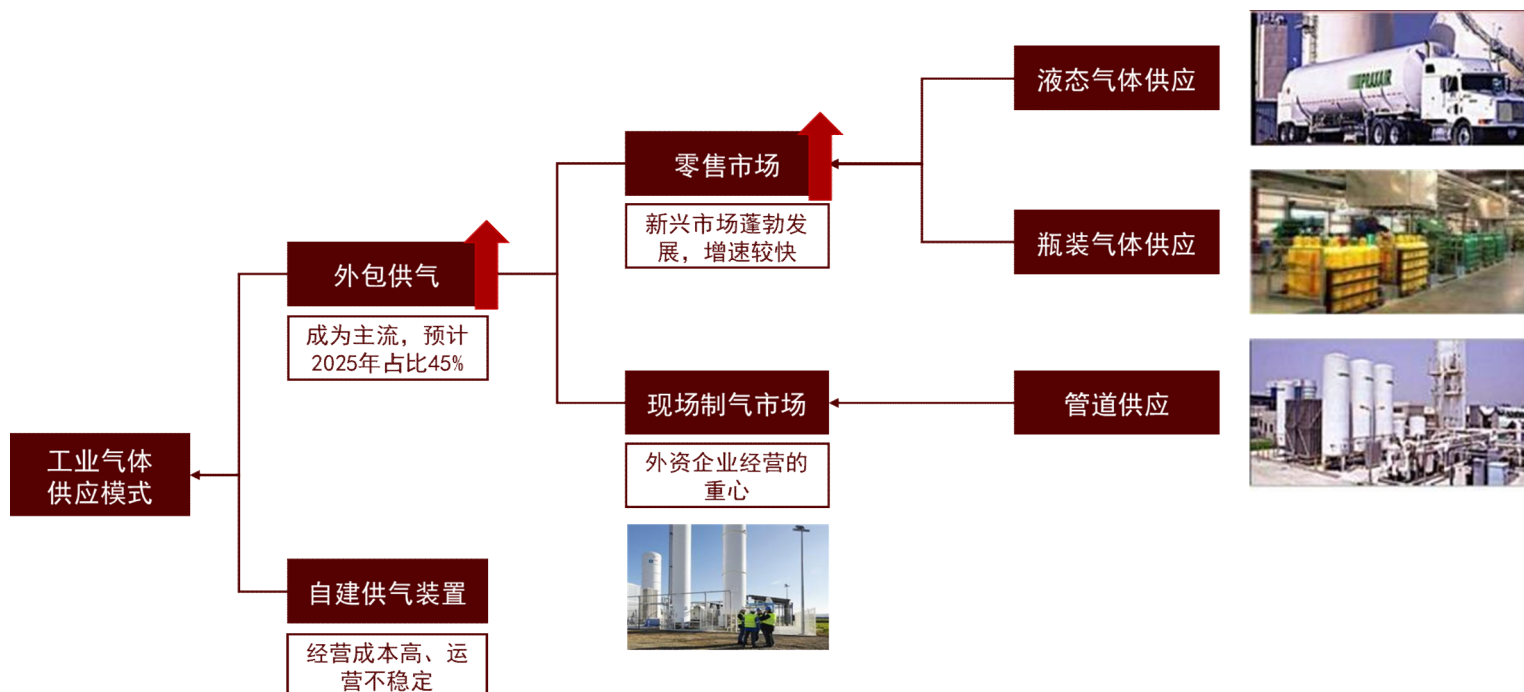 工业气体
供应模式
外包供气
成为主流，预计
2025年占比45%
自建供气装置
经营成本高、运
营不稳定
零售市场
新兴市场蓬勃发
展，增速较快
现场制气市场
外资企业经营的
重心
液态气体供应
PRAXAIR
瓶装气体供应
管道供应